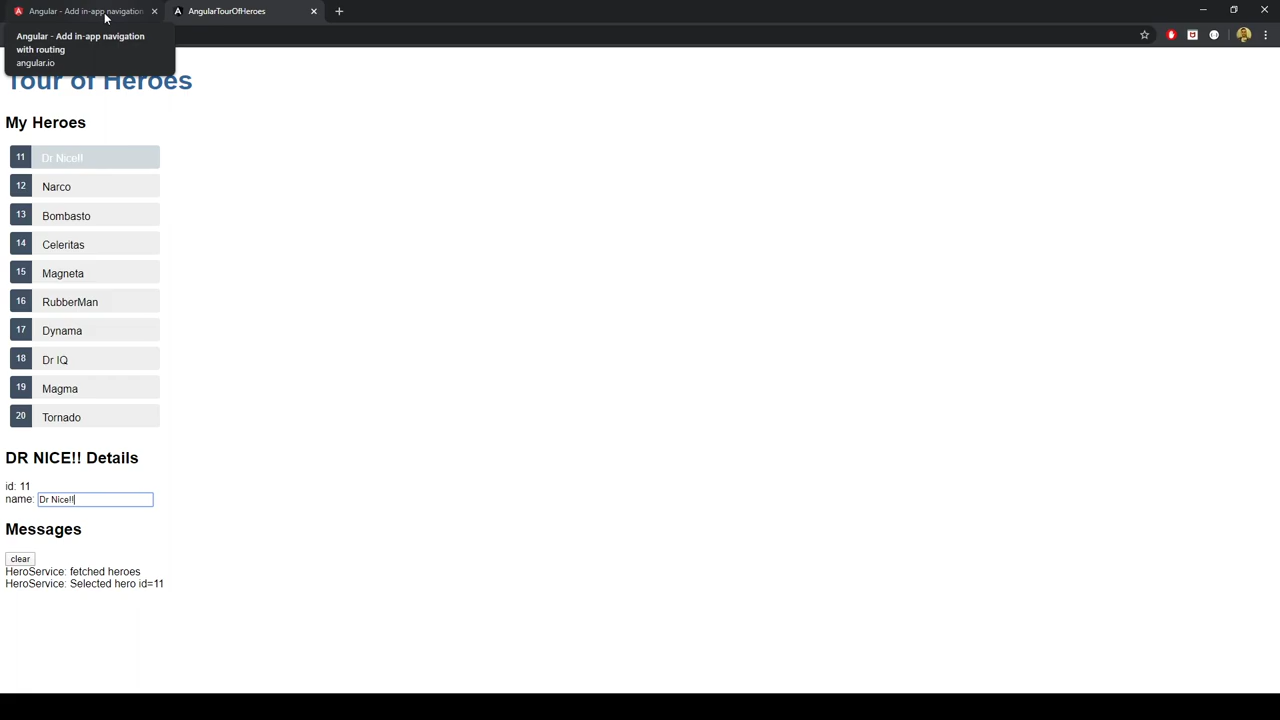 Angular - Add in-app navigation
AngularTourOfHeroes
Angular - Add in-app navigation
with routing
angular.io
Tour of Heroes
My Heroes
11 Dr Nice!!
12 Narco
13 Bombasto
14 Celeritas
15 Magneta
16 RubberMan
17 Dynama
18 Dr IQ
19 Magma
20 Tornado
DR NICE!! Details
id: 11
name: Dr Nice!!
Messages
clear
HeroService: fetched heroes
HeroService: Selected hero id=11